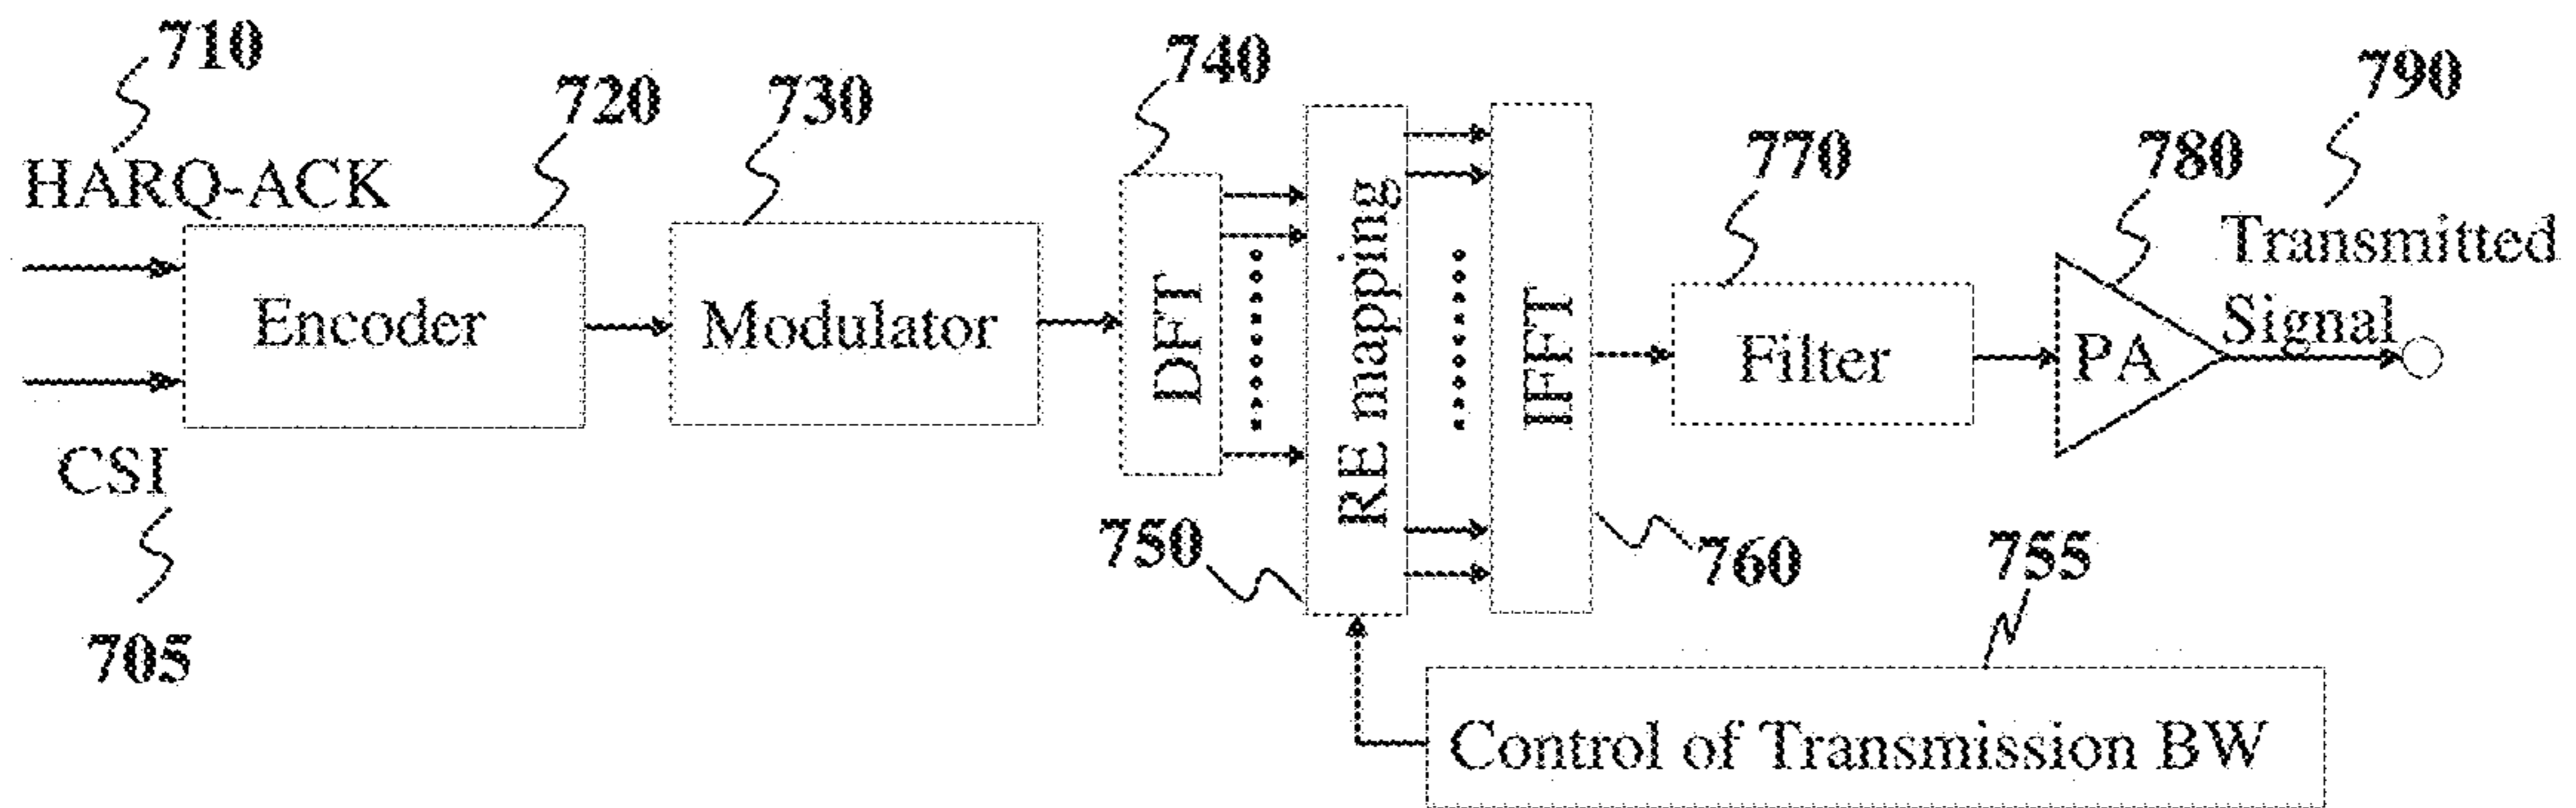 710
720
730
740
790
770
780
HARQ-ACK
Transmitted
Signal
Encoder
Modulator
DFT
RE mapping
IFFT
Filter
PA
CSI
750
760
755
705
Control of Transmission BW